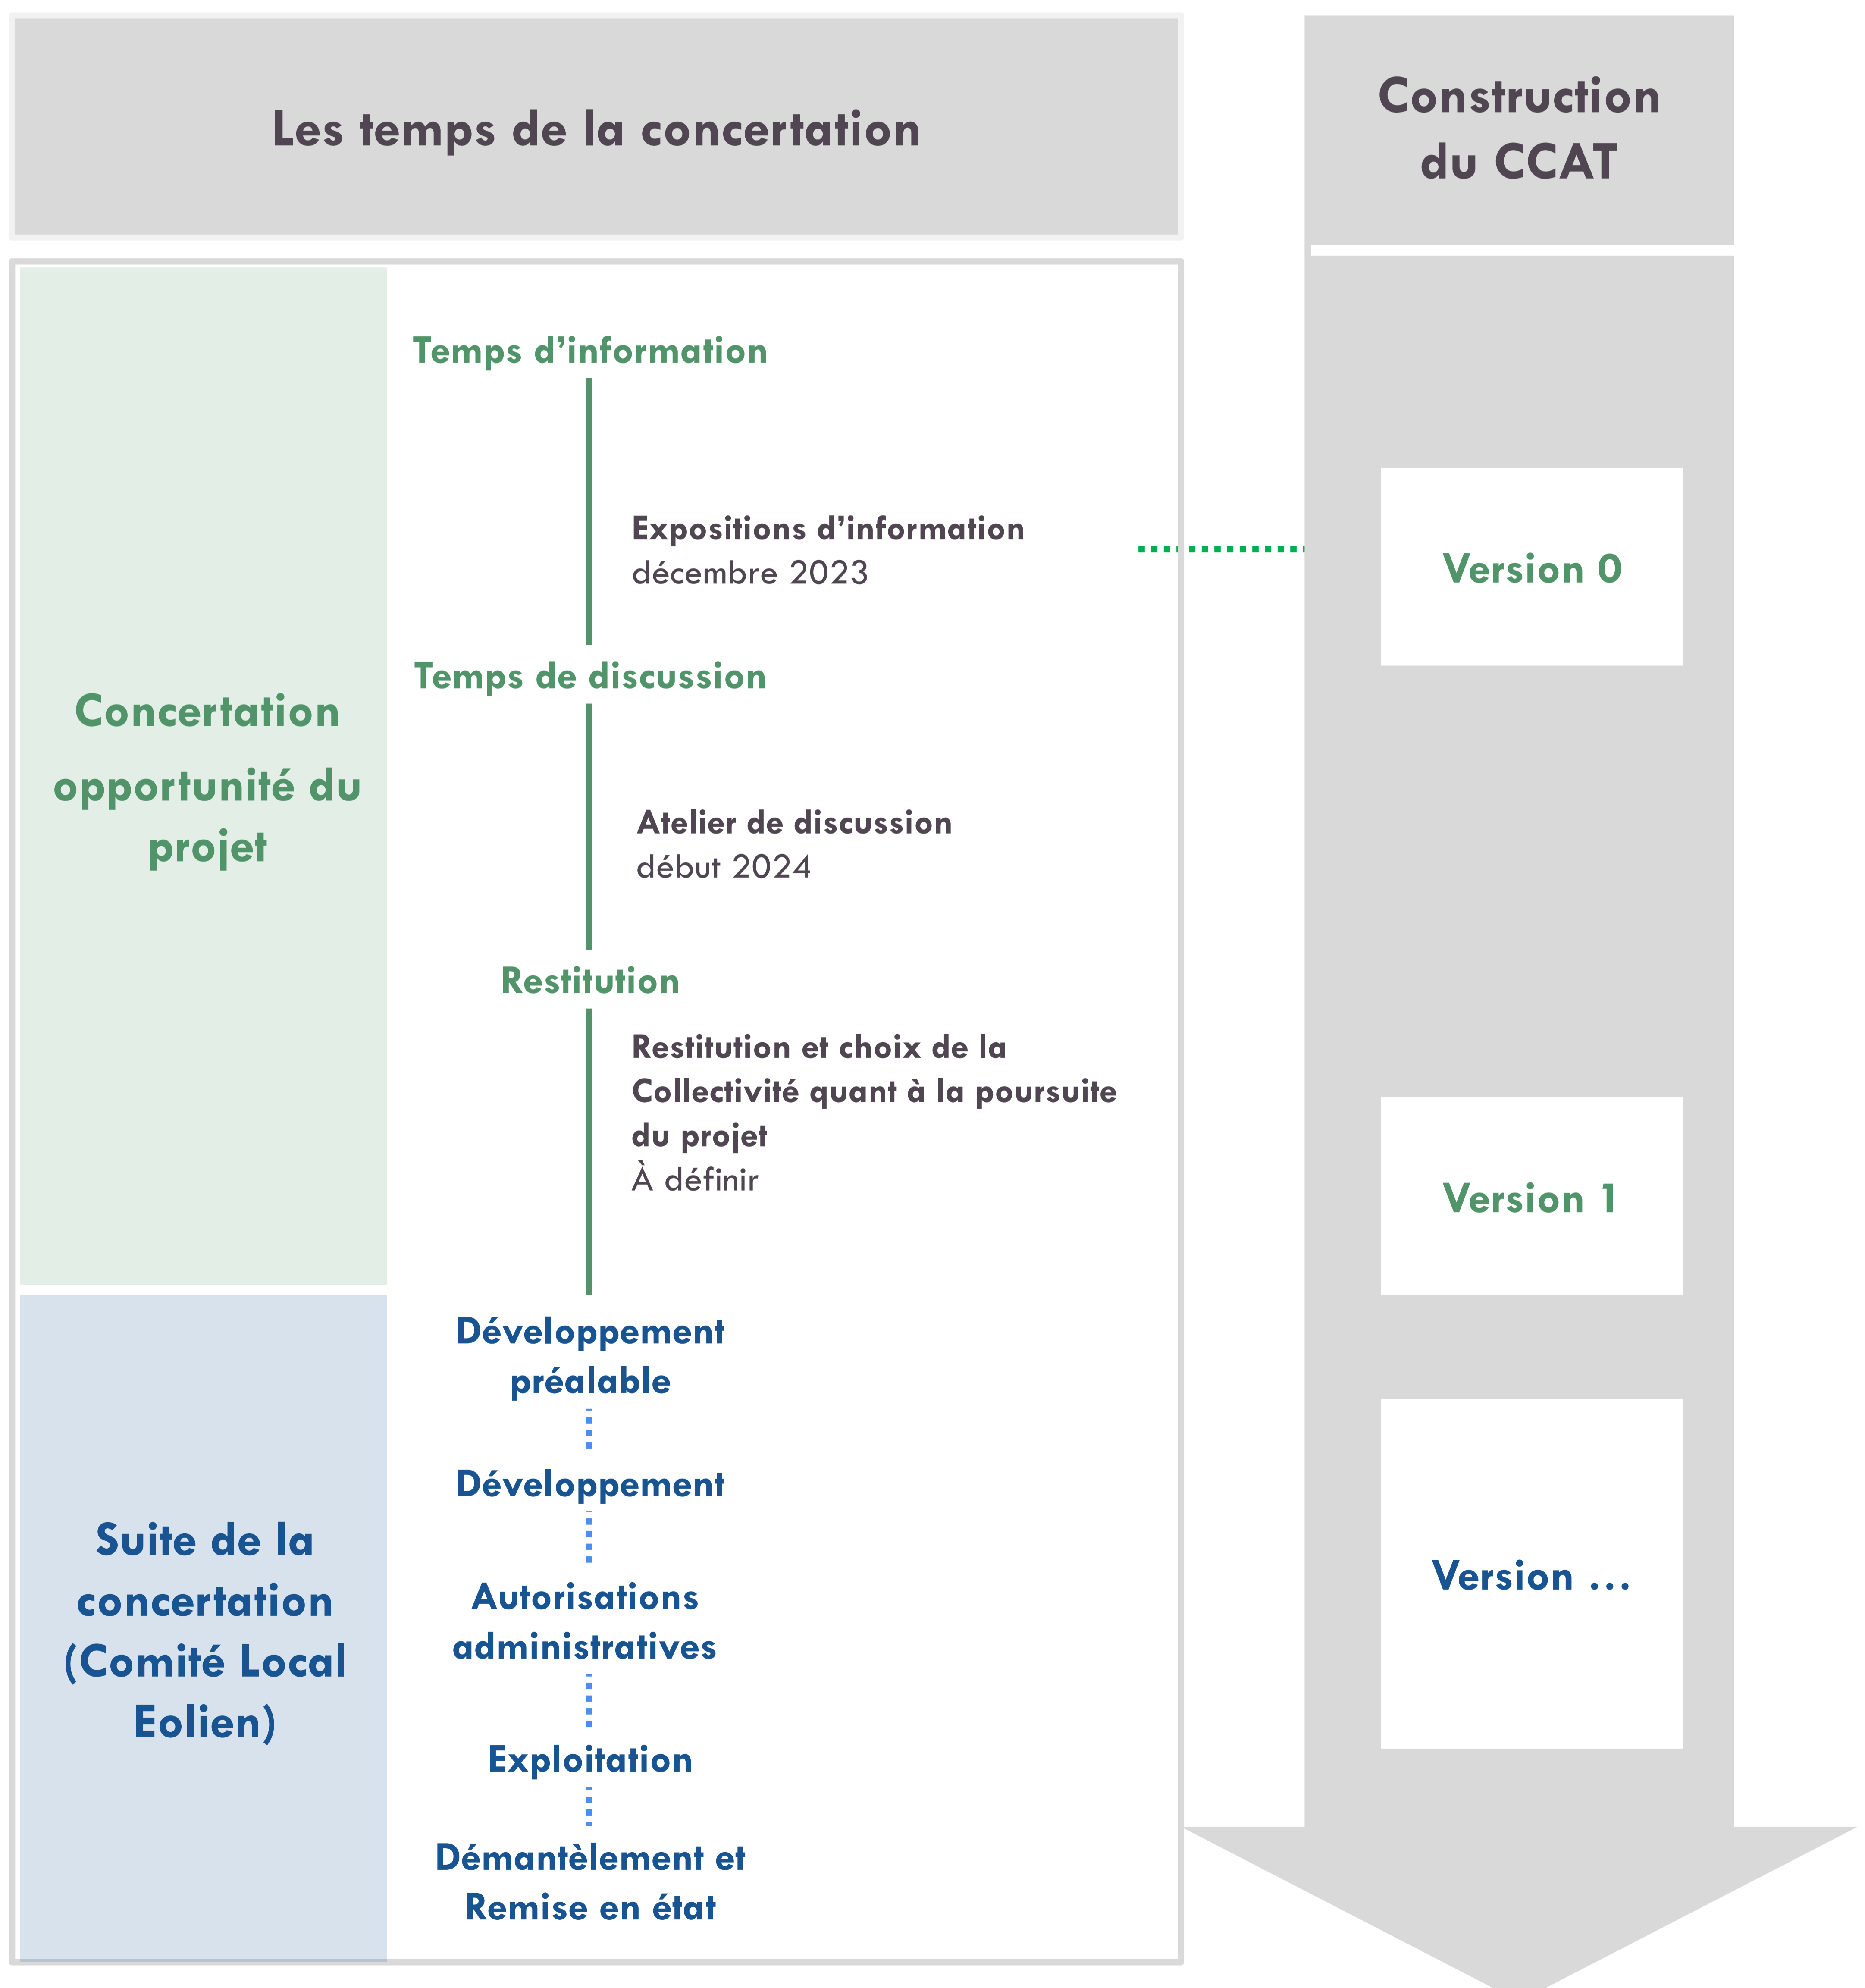 Les temps de la concertation
Construction
du CCAT
Concertation
opportunité du
projet
Temps d’information
Expositions d’information
décembre 2023
Version 0
Temps de discussion
Atelier de discussion
début 2024
Restitution
Restitution et choix de la
Collectivité quant à la poursuite
du projet
À définir
Version 1
Suite de la
concertation
(Comité Local
Eolien)
Développement
préalable
Développement
Autorisations
administratives
Exploitation
Démantèlement et
Remise en état
Version ...